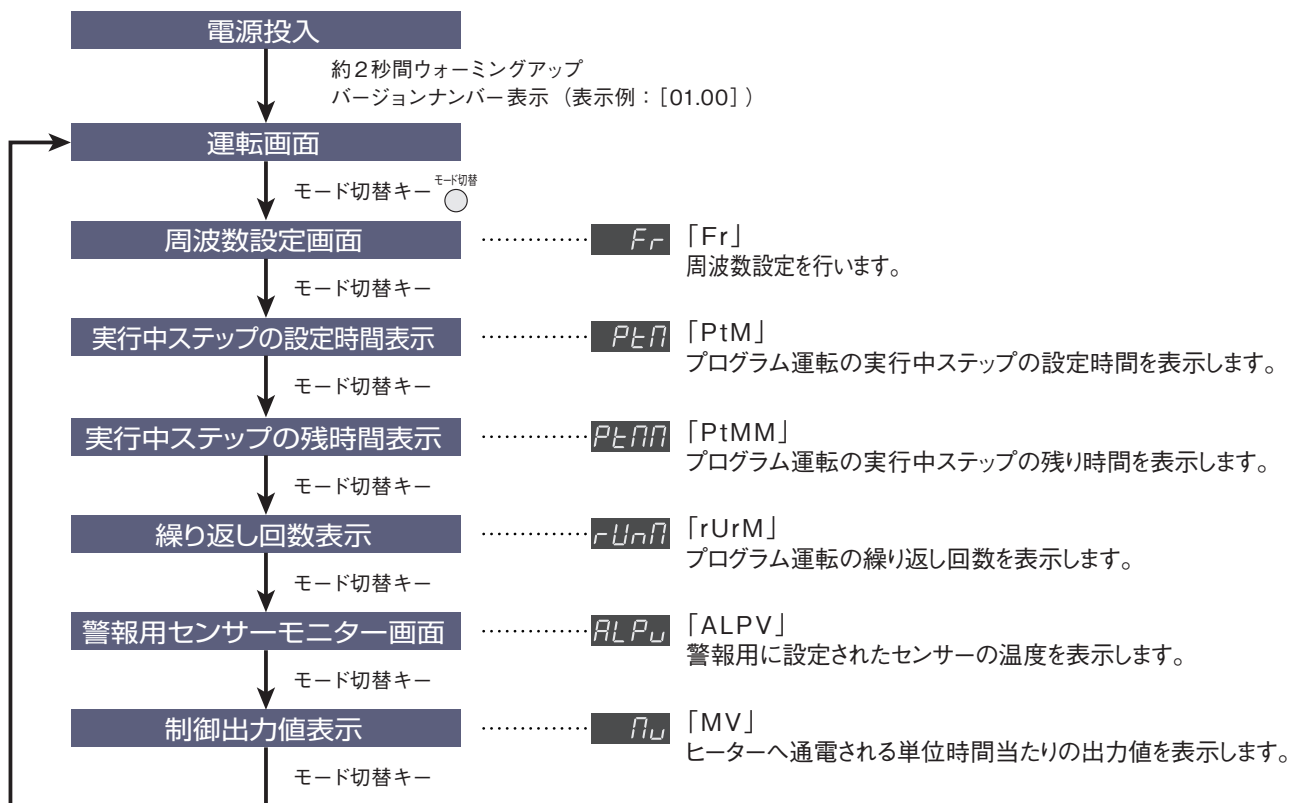 電源投入
約2秒間ウォーミングアップ
バージョンナンバー表示（表示例：[01.00]）
運転画面
モード切替キー モード切替
周波数設定画面 ‥‥‥‥‥‥‥ Fr 「Fr」
周波数設定を行います。
モード切替キー
実行中ステップの設定時間表示 ‥‥‥‥‥‥‥ PtM 「PtM」
プログラム運転の実行中ステップの設定時間を表示します。
モード切替キー
実行中ステップの残時間表示 ‥‥‥‥‥‥‥ PtMM 「PtMM」
プログラム運転の実行中ステップの残り時間を表示します。
モード切替キー
繰り返し回数表示 ‥‥‥‥‥‥‥ rUnM 「rUrM」
プログラム運転の繰り返し回数を表示します。
モード切替キー
警報用センサーモニター画面 ‥‥‥‥‥‥‥ ALPv 「ALPV」
警報用に設定されたセンサーの温度を表示します。
モード切替キー
制御出力値表示 ‥‥‥‥‥‥‥ Mv 「MV」
ヒーターへ通電される単位時間当たりの出力値を表示します。
モード切替キー